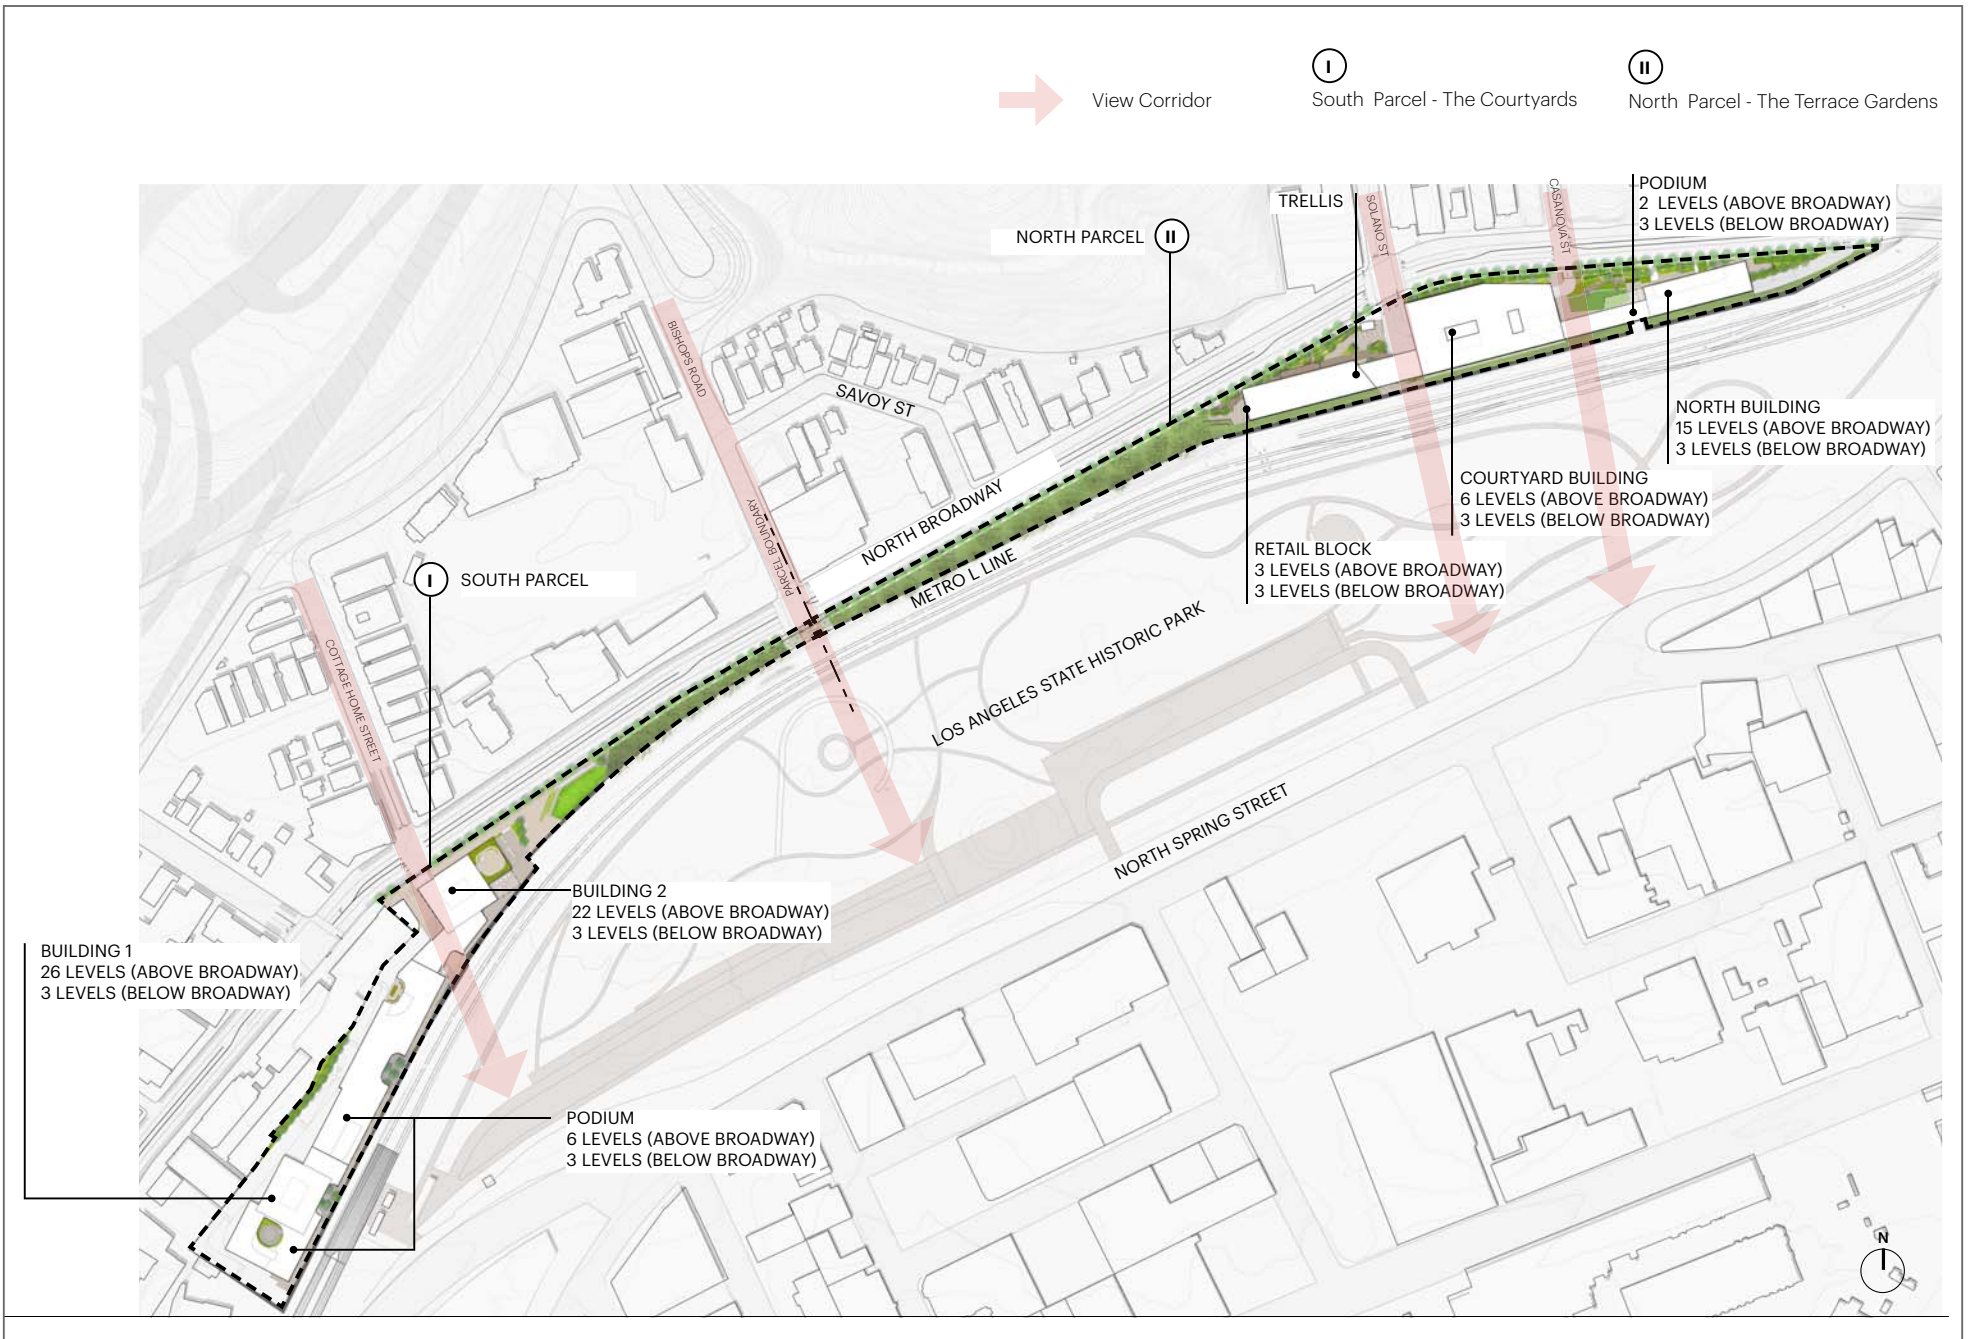 I
II
View Corridor
South Parcel - The Courtyards
North Parcel - The Terrace Gardens
TRELLIS
SOLANO ST
CASANOVA ST
PODIUM
2 LEVELS (ABOVE BROADWAY)
3 LEVELS (BELOW BROADWAY)
NORTH PARCEL II
BISHOPS ROAD
SAVOY ST
NORTH BUILDING
15 LEVELS (ABOVE BROADWAY)
3 LEVELS (BELOW BROADWAY)
COURTYARD BUILDING
6 LEVELS (ABOVE BROADWAY)
3 LEVELS (BELOW BROADWAY)
RETAIL BLOCK
3 LEVELS (ABOVE BROADWAY)
3 LEVELS (BELOW BROADWAY)
PARCEL BOUNDARY
NORTH BROADWAY
METRO L LINE
I SOUTH PARCEL
COTTAGE HOME STREET
LOS ANGELES STATE HISTORIC PARK
NORTH SPRING STREET
BUILDING 2
22 LEVELS (ABOVE BROADWAY)
3 LEVELS (BELOW BROADWAY)
BUILDING 1
26 LEVELS (ABOVE BROADWAY)
3 LEVELS (BELOW BROADWAY)
PODIUM
6 LEVELS (ABOVE BROADWAY)
3 LEVELS (BELOW BROADWAY)
N